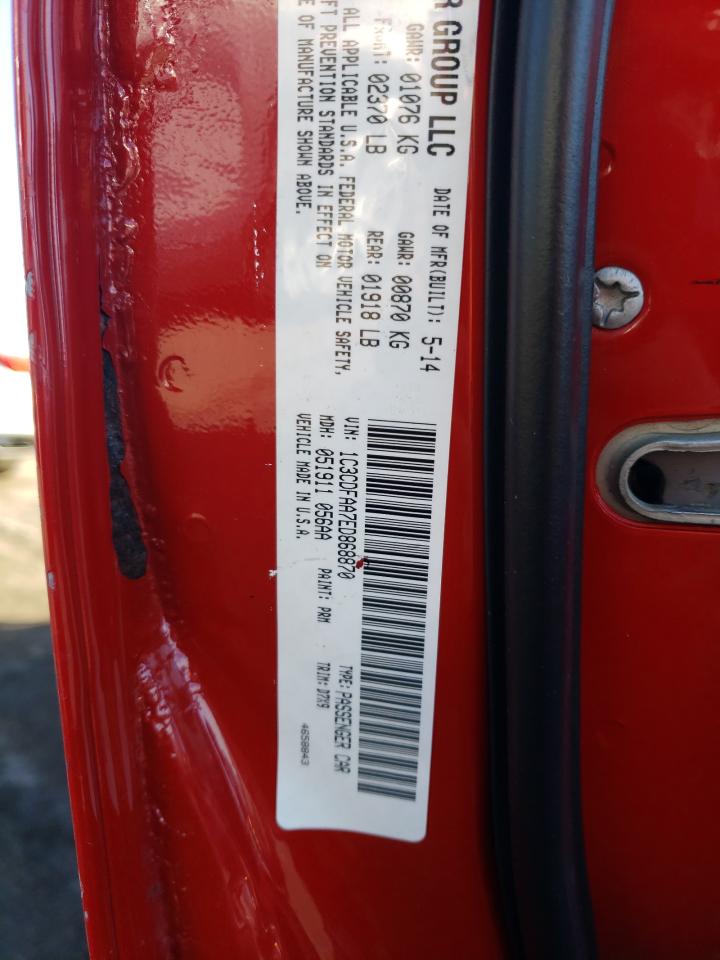 R GROUP LLC
DATE OF MFR(BUILT): 5-14
GAWR: 01076 KG GAWR: 00870 KG
02370 LB REAR: 01918 LB
ALL APPLICABLE U.S.A. FEDERAL MOTOR VEHICLE SAFETY,
FT PREVENTION STANDARDS IN EFFECT ON
E OF MANUFACTURE SHOWN ABOVE.
VIN: 1C3CDFAA7ED868870 TYPE: PASSENGER CAR
MDH: 051911 056AA PAINT: PRM TRIM: D7X9
VEHICLE MADE IN U.S.A. 4658843